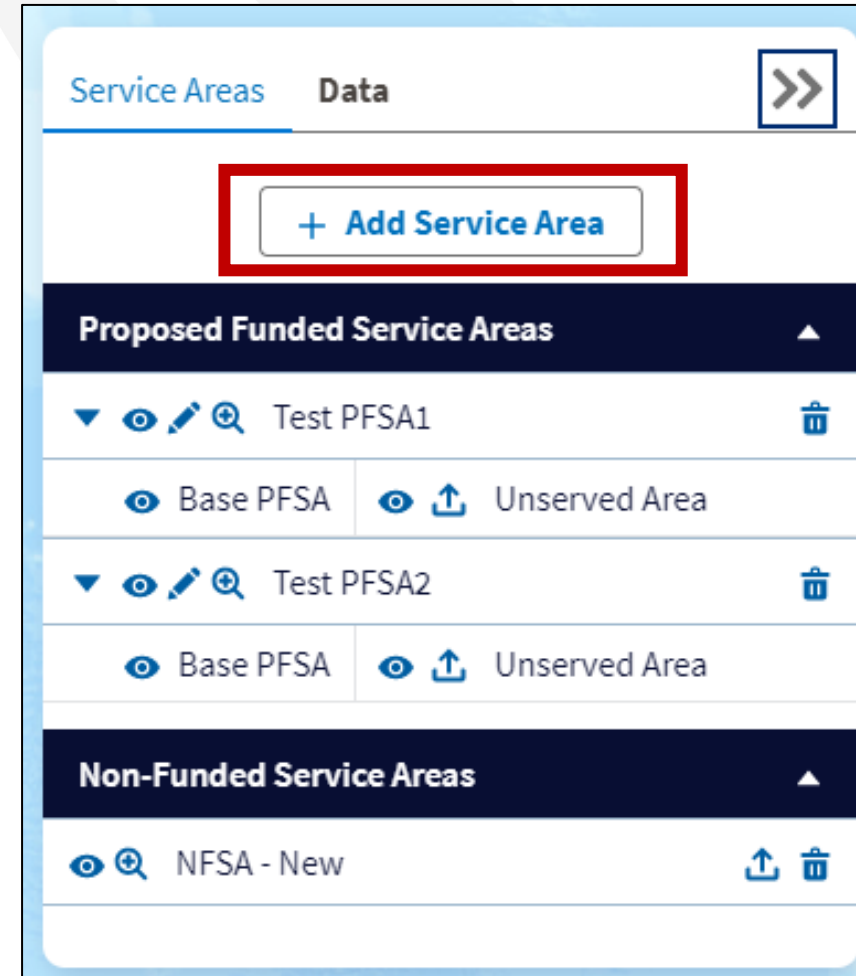 Service Areas Data
+ Add Service Area
Proposed Funded Service Areas
Test PFSA1
Base PFSA Unserved Area
Test PFSA2
Base PFSA Unserved Area
Non-Funded Service Areas
NFSA - New